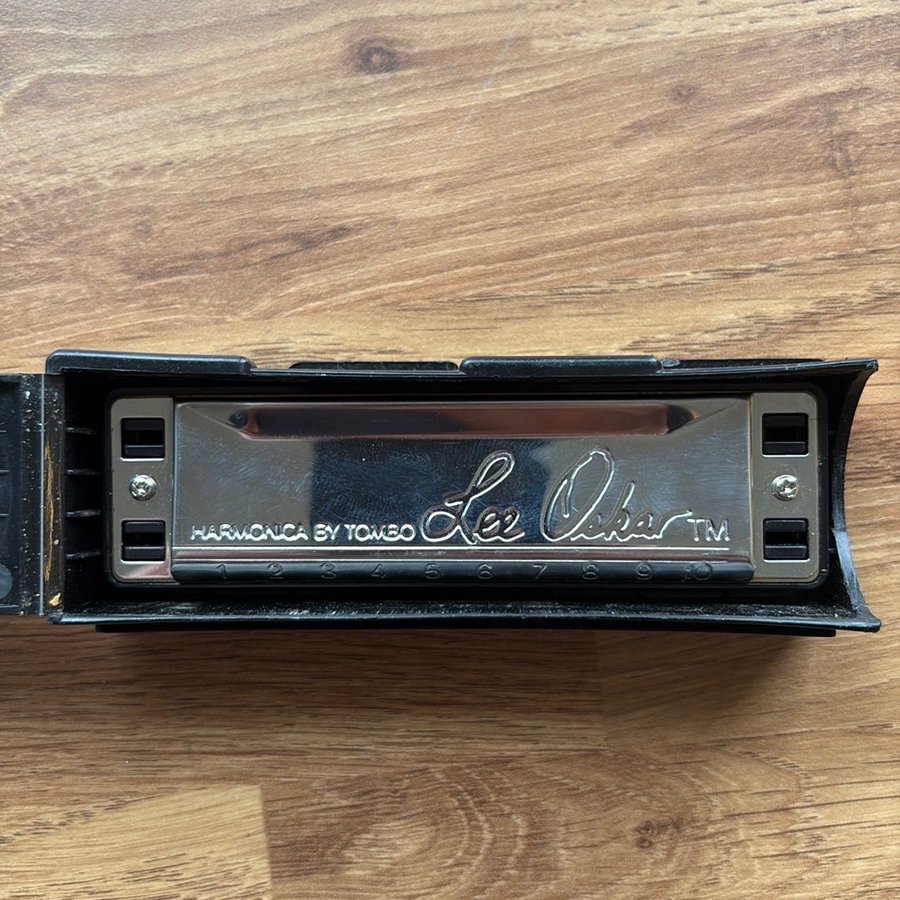 HARMONICA BY TOMBO Lee Oskar TM
1 2 3 4 5 6 7 8 9 10